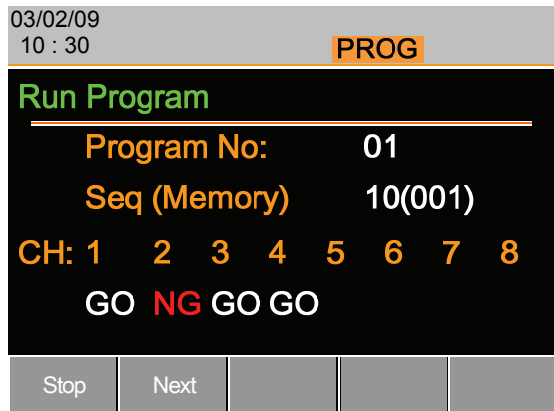 03/02/09
10 : 30
PROG
Run Program
Program No: 01
Seq (Memory) 10(001)
CH: 1 2 3 4 5 6 7 8
GO NG GO GO
Stop Next